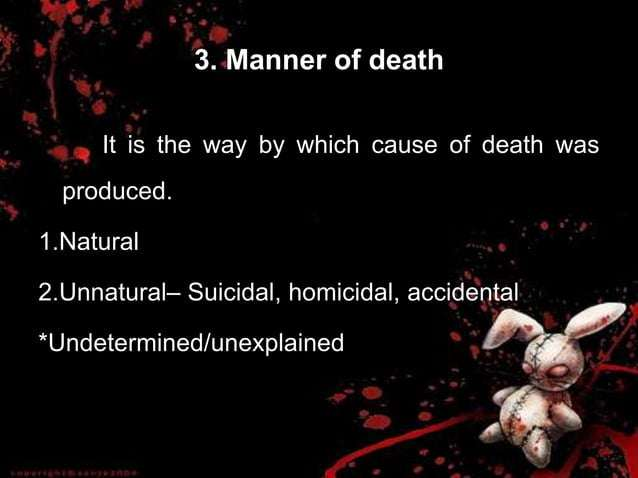 3. Manner of death
It is the way by which cause of death was
produced.
1.Natural
2.Unnatural– Suicidal, homicidal, accidental
*Undetermined/unexplained